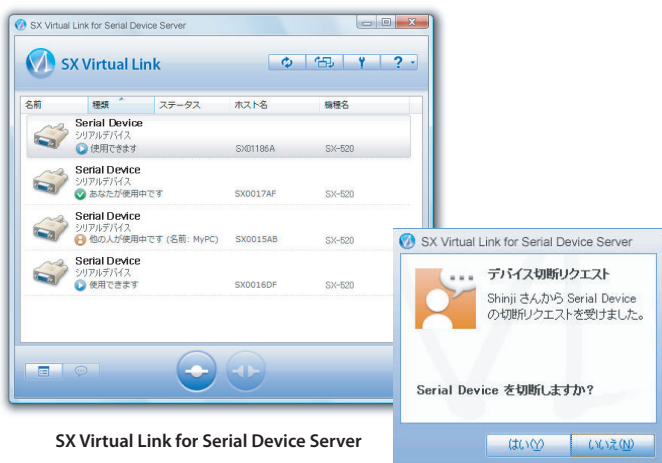 SX Virtual Link for Serial Device Server
SX Virtual Link
?
名前 種類 ステータス ホスト名 機種名
Serial Device
シリアルデバイス
使用できます SX01186A SX-520
Serial Device
シリアルデバイス
あなたが使用中です SX0017AF SX-520
Serial Device
シリアルデバイス
他の人が使用中です (名前: MyPC) SX0015AB SX-520
Serial Device
シリアルデバイス
使用できます SX0016DF SX-520
SX Virtual Link for Serial Device Server
デバイス切断リクエスト
Shinji さんから Serial Device
の切断リクエストを受けました。
Serial Device を切断しますか?
はい(Y) いいえ(N)
SX Virtual Link for Serial Device Server